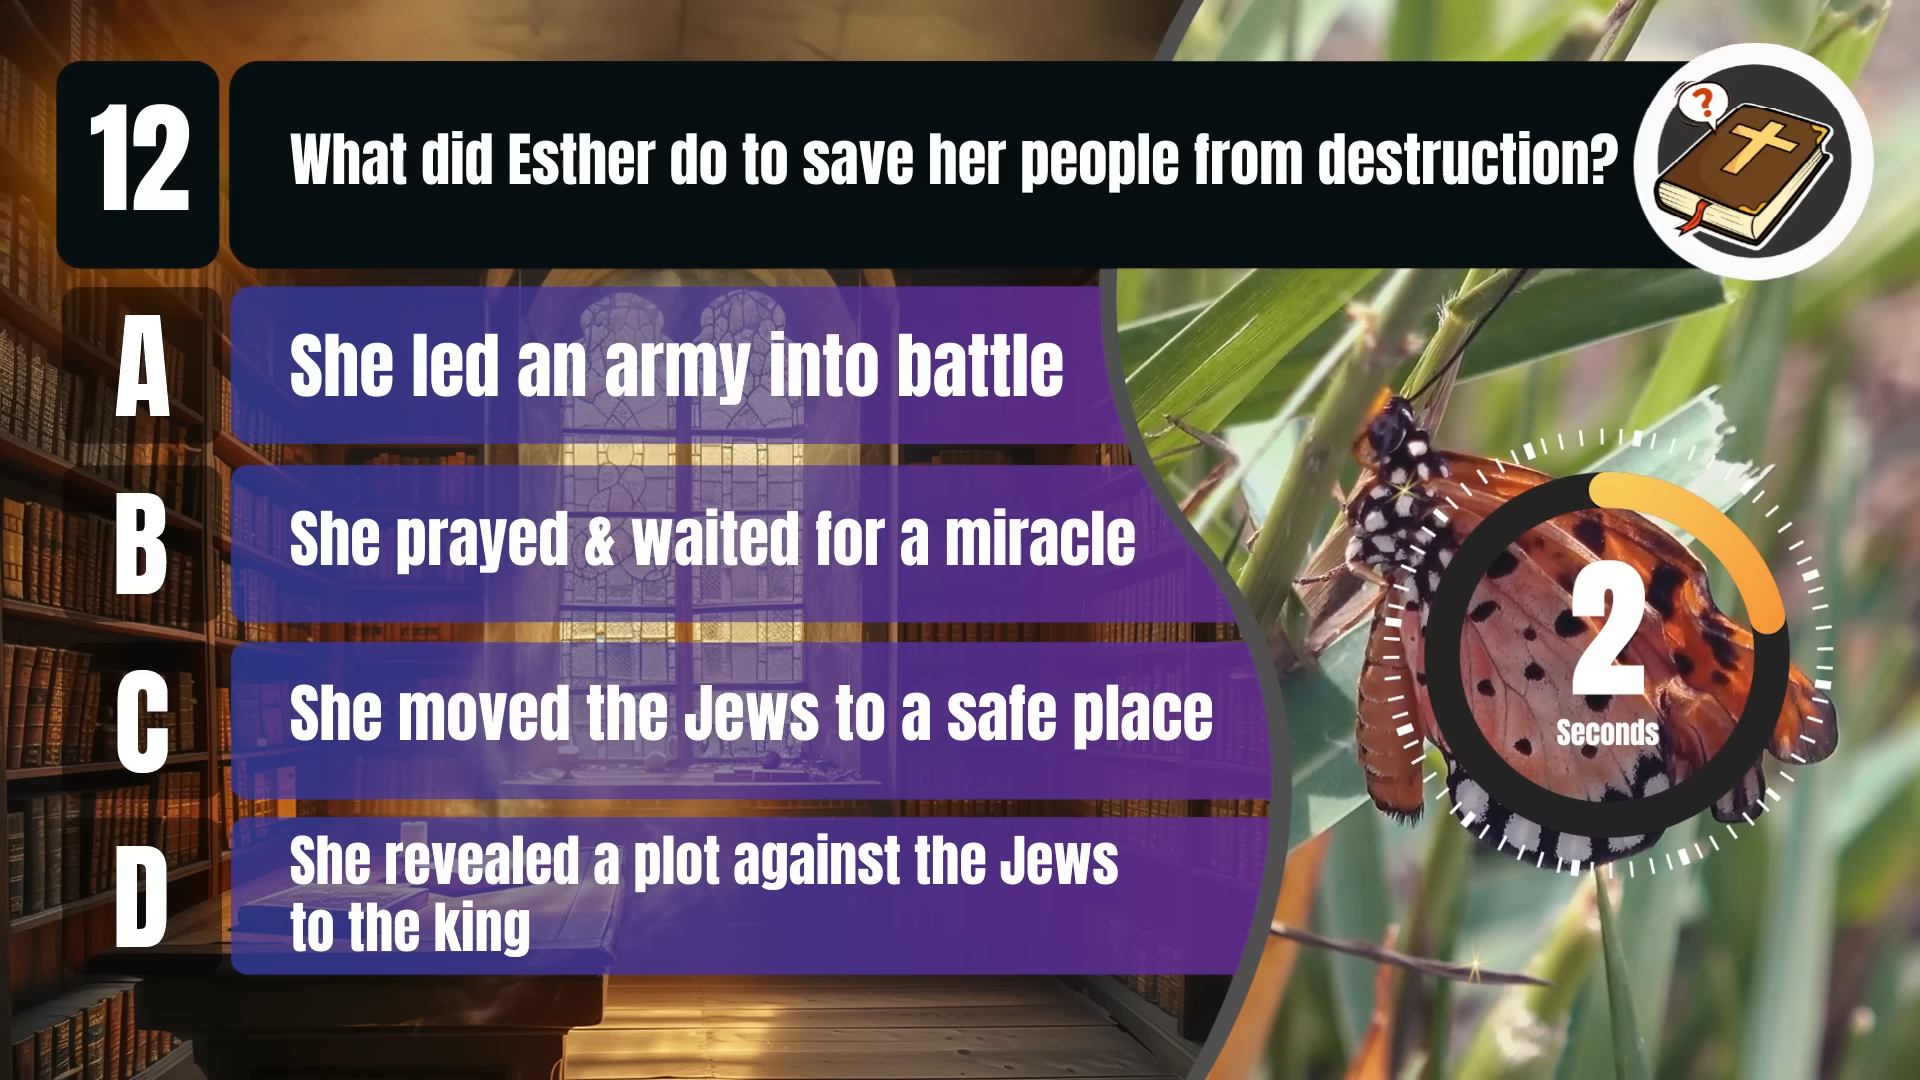 12
What did Esther do to save her people from destruction?
?
A
She led an army into battle
B
She prayed & waited for a miracle
C
She moved the Jews to a safe place
D
She revealed a plot against the Jews
to the king
2
Seconds